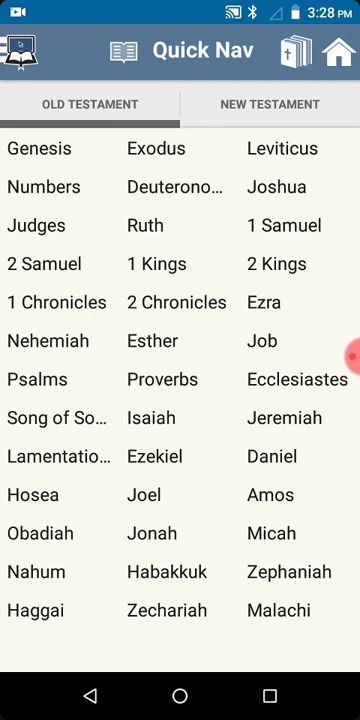 3:28 PM
Quick Nav
OLD TESTAMENT NEW TESTAMENT
Genesis Exodus Leviticus
Numbers Deuterono... Joshua
Judges Ruth 1 Samuel
2 Samuel 1 Kings 2 Kings
1 Chronicles 2 Chronicles Ezra
Nehemiah Esther Job
Psalms Proverbs Ecclesiastes
Song of So... Isaiah Jeremiah
Lamentatio... Ezekiel Daniel
Hosea Joel Amos
Obadiah Jonah Micah
Nahum Habakkuk Zephaniah
Haggai Zechariah Malachi